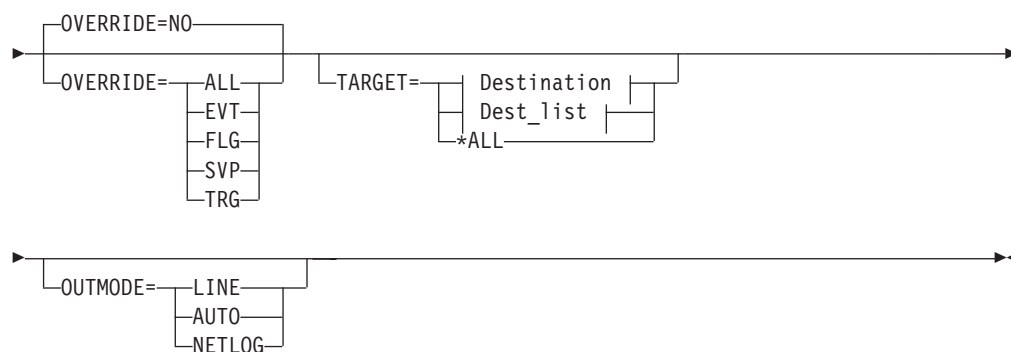 OVERRIDE=NO
OVERRIDE= ALL TARGET= Destination
EVT Dest_list
FLG *ALL
SVP
TRG
OUTMODE= LINE
AUTO
NETLOG